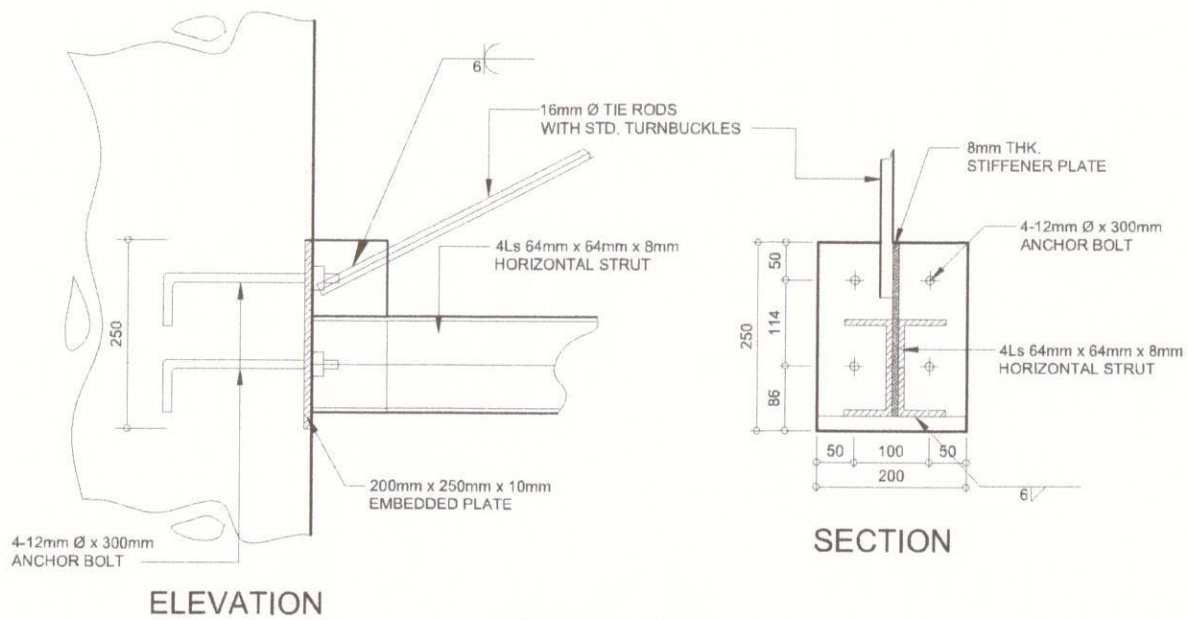 6
16mm Ø TIE RODS
WITH STD. TURNBUCKLES
8mm THK.
STIFFENER PLATE
4Ls 64mm x 64mm x 8mm
HORIZONTAL STRUT
4-12mm Ø x 300mm
ANCHOR BOLT
250
250
50
114
86
4Ls 64mm x 64mm x 8mm
HORIZONTAL STRUT
50
100
50
200
6
200mm x 250mm x 10mm
EMBEDDED PLATE
4-12mm Ø x 300mm
ANCHOR BOLT
SECTION
ELEVATION